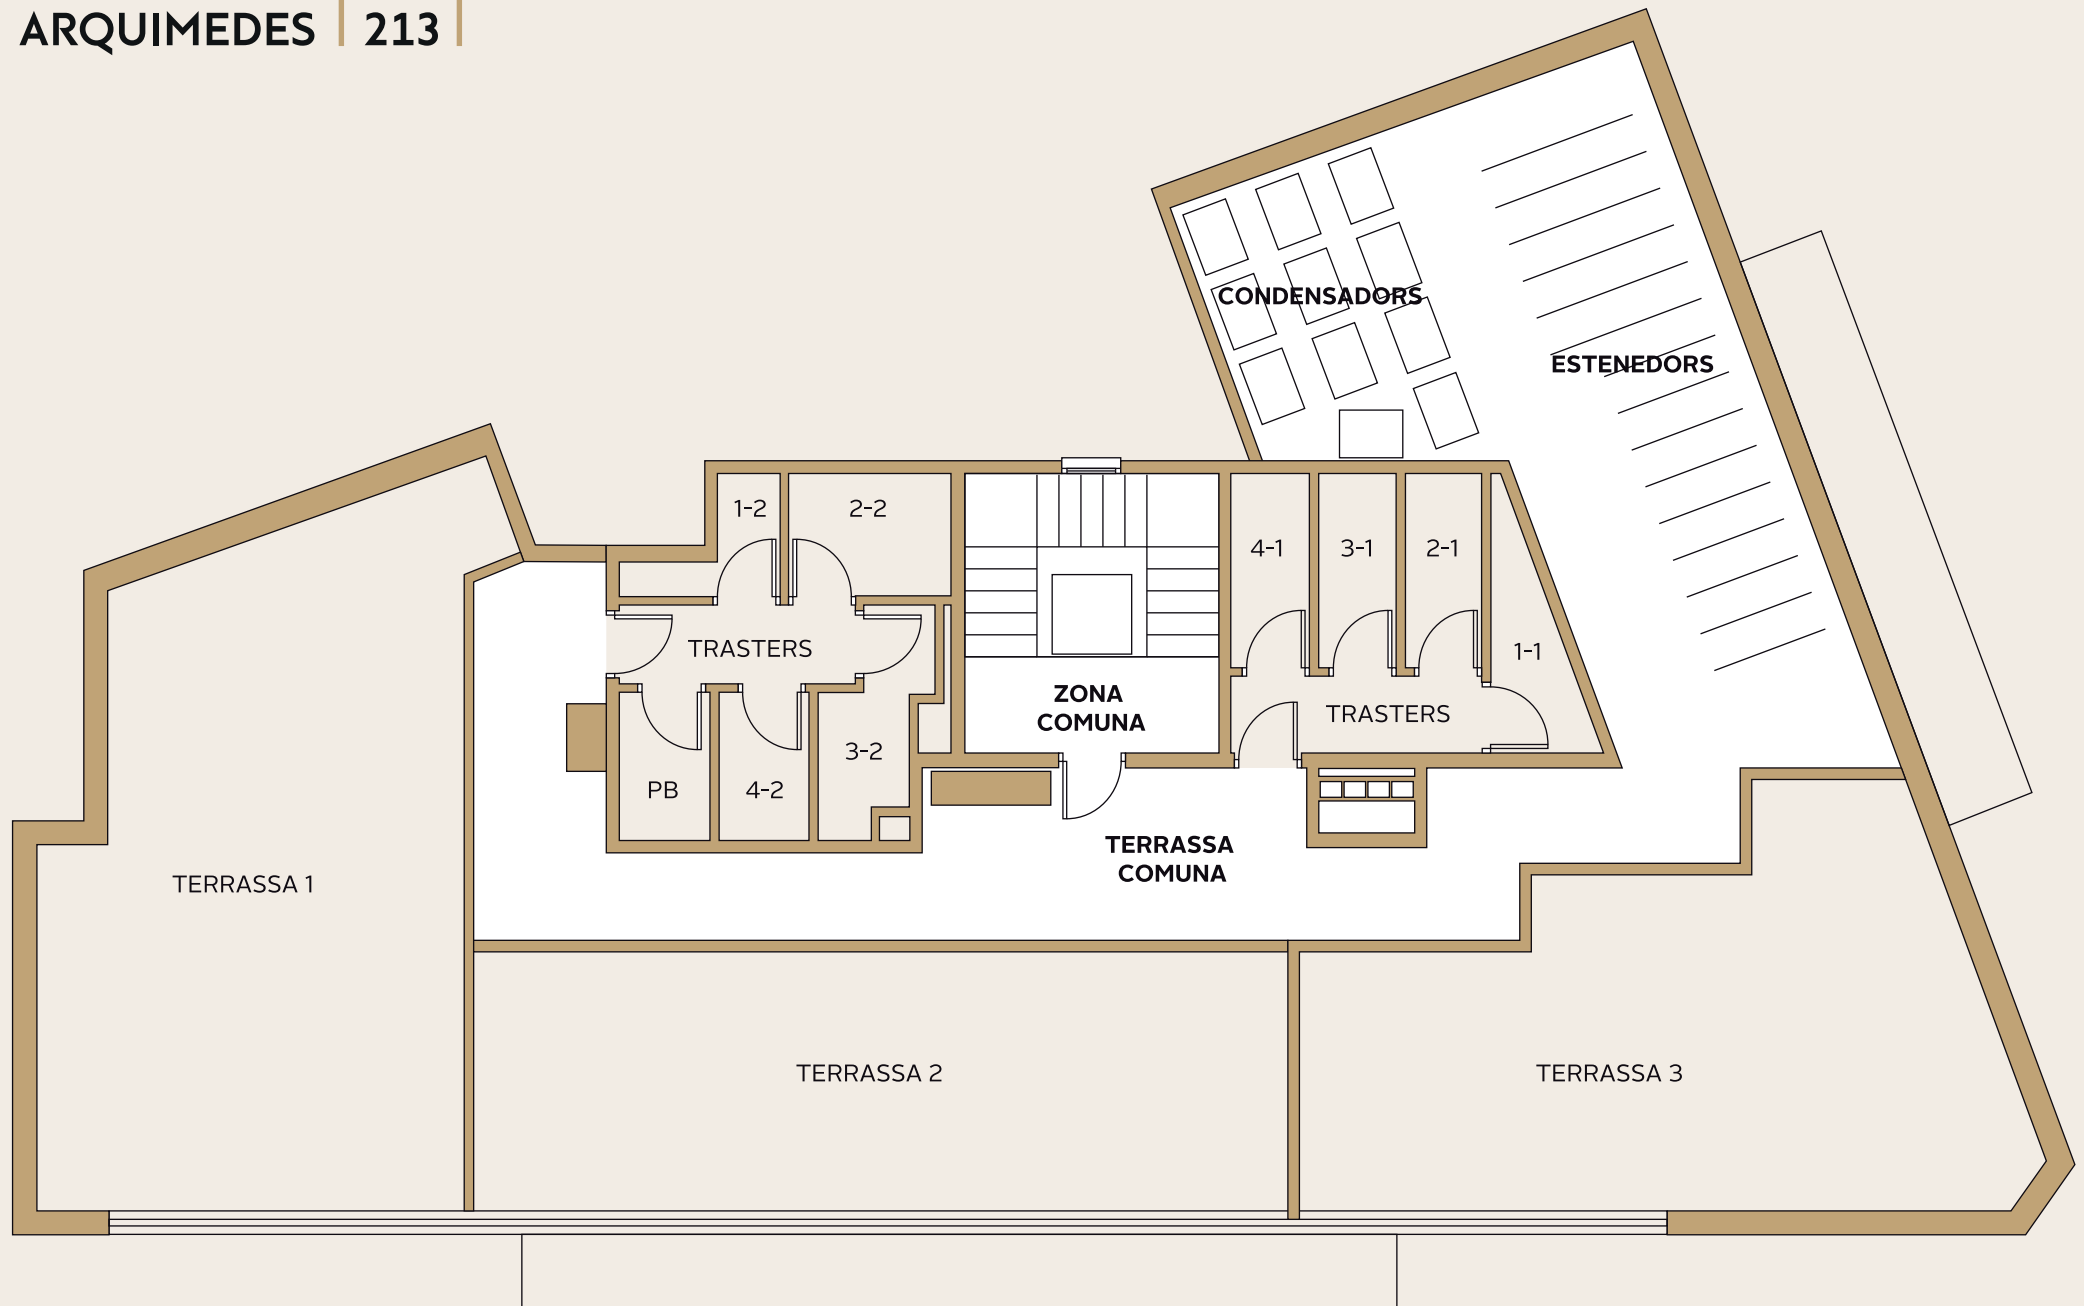 ARQUIMEDES | 213 |
CONDENSADORS
ESTENEDORS
1-2
2-2
4-1
3-1
2-1
TRASTERS
1-1
ZONA
COMUNA
TRASTERS
3-2
PB
4-2
TERRASSA
COMUNA
TERRASSA 1
TERRASSA 2
TERRASSA 3